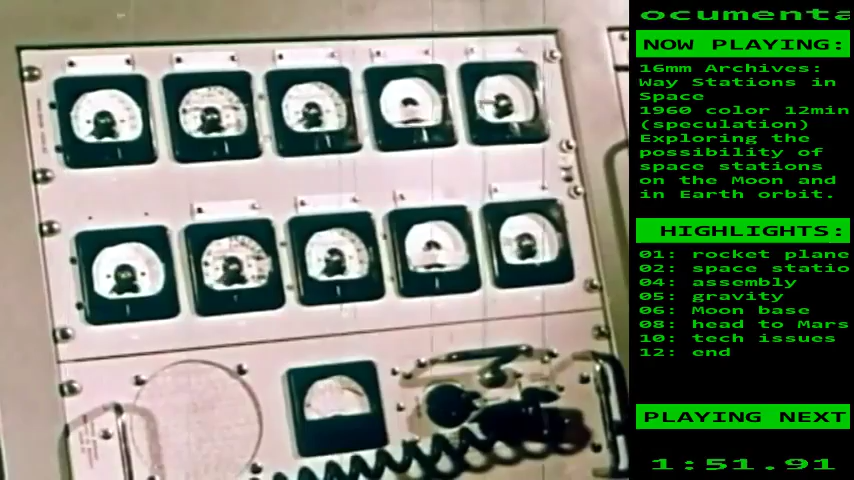 ocumenta
NOW PLAYING:
16mm Archives:
Way Stations in
Space
1960 color 12min
(speculation)
Exploring the
possibility of
space stations
on the Moon and
in Earth orbit.
HIGHLIGHTS:
01: rocket plane
02: space statio
04: assembly
05: gravity
06: Moon base
08: head to Mars
10: tech issues
12: end
PLAYING NEXT
1:51.91